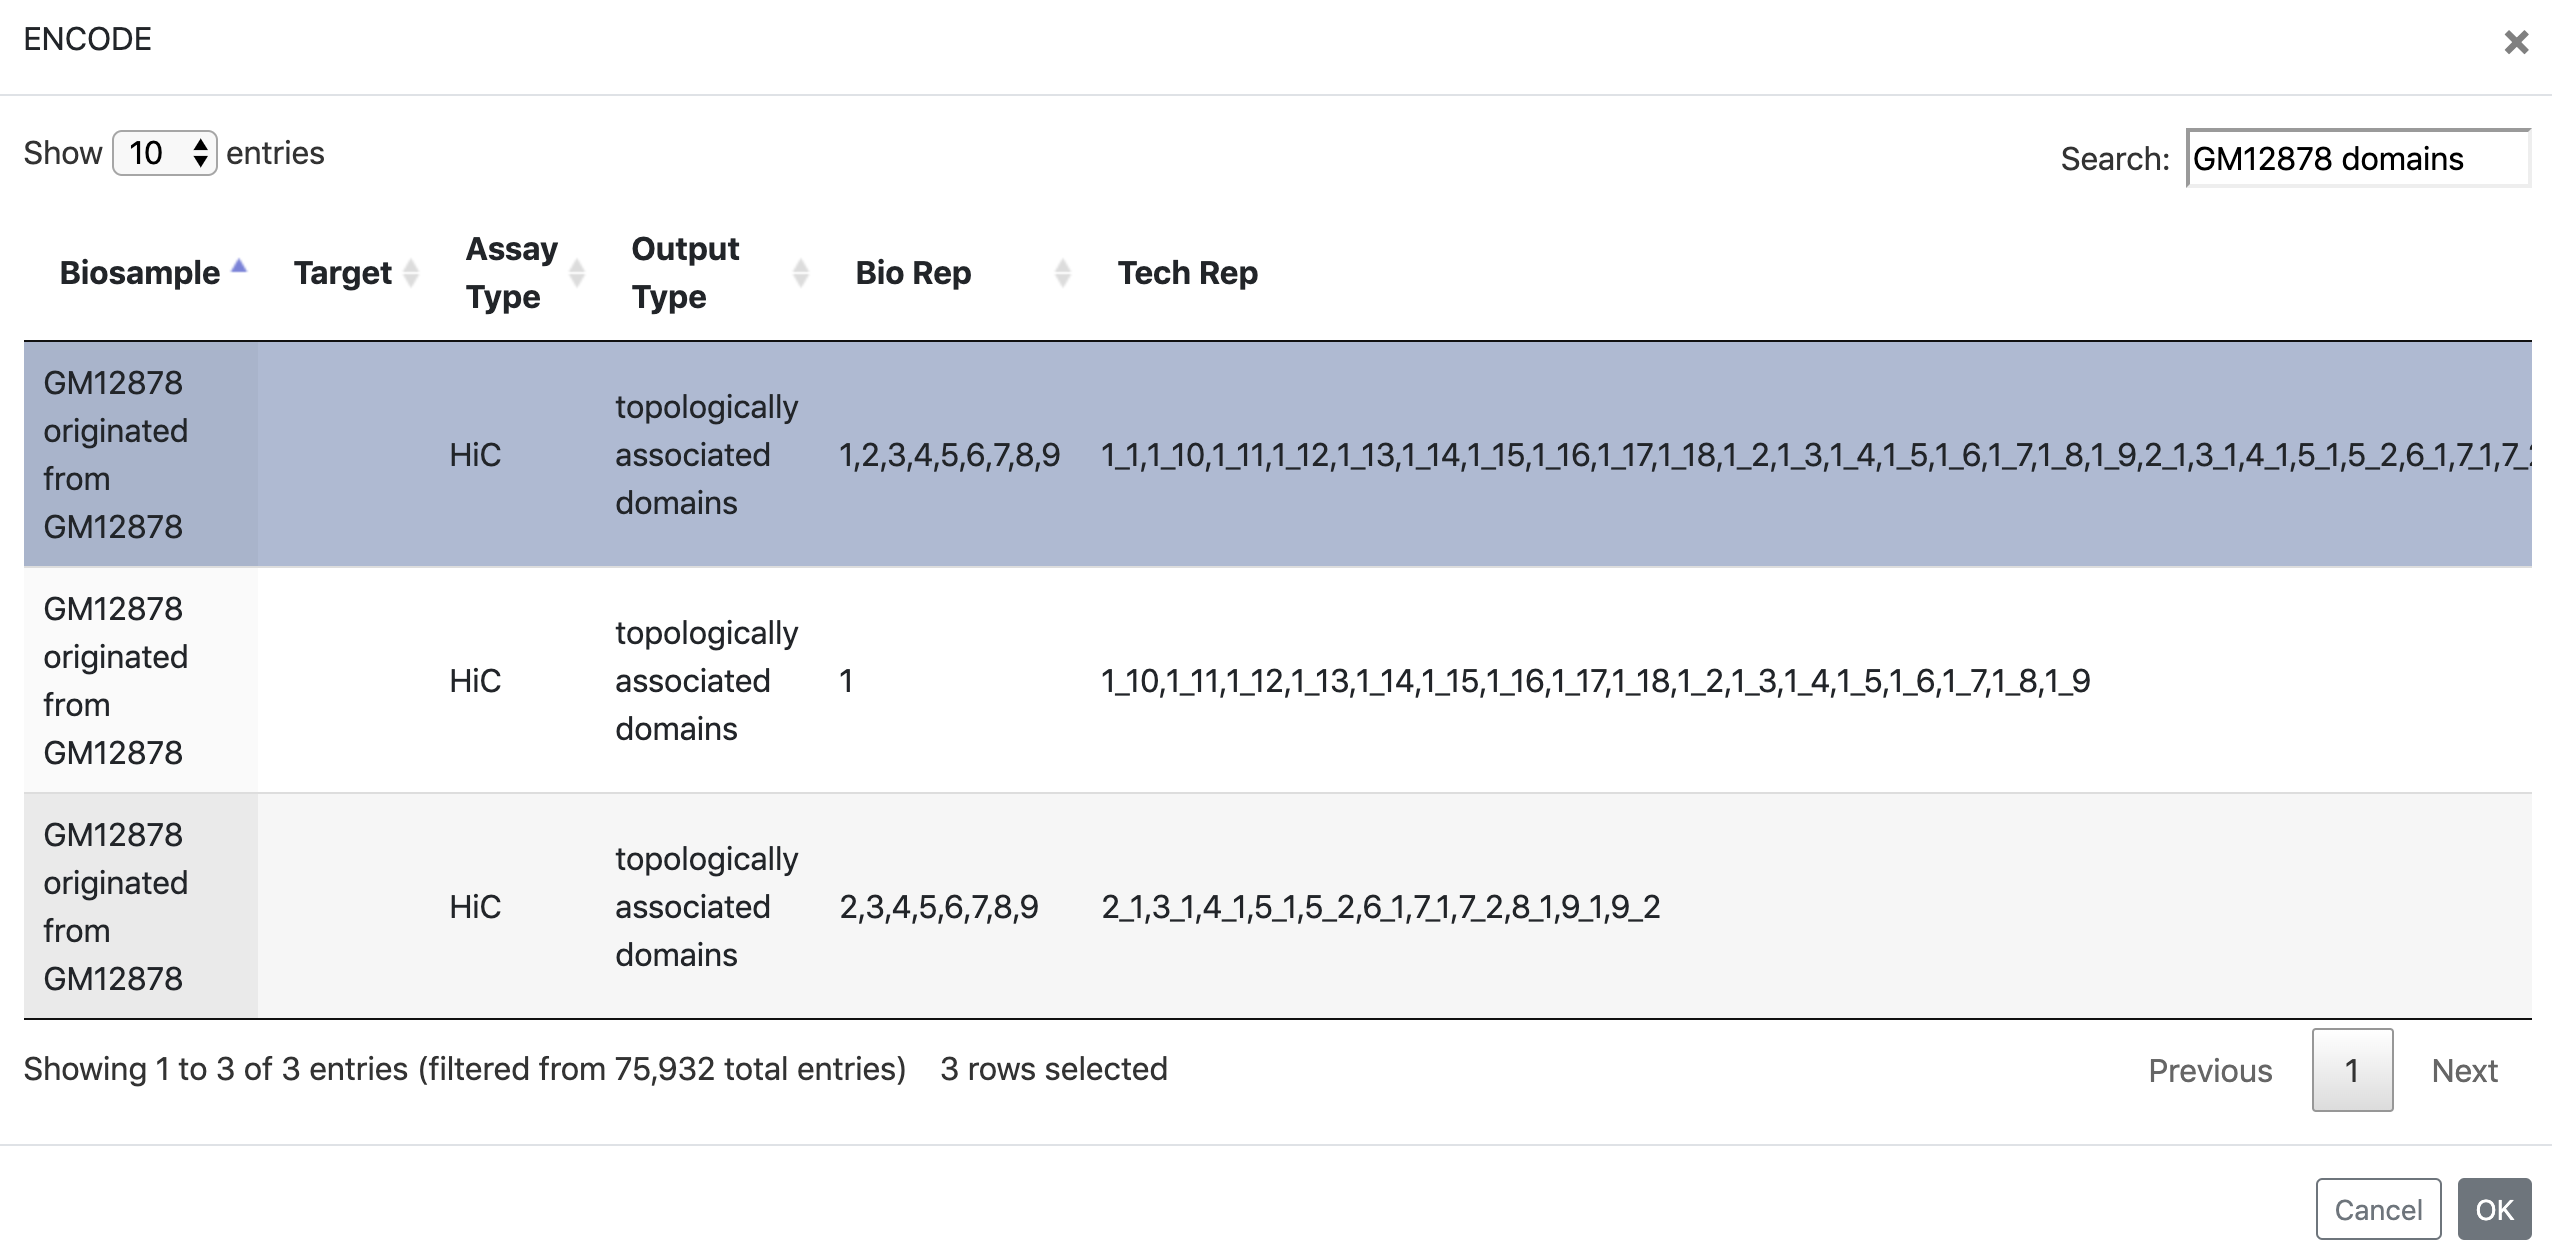 ENCODE ×
Show 10 entries
Search: GM12878 domains
Biosample Target Assay Type Output Type Bio Rep Tech Rep
GM12878
originated
from
GM12878
HiC
topologically
associated
domains
1,2,3,4,5,6,7,8,9
1_1,1_10,1_11,1_12,1_13,1_14,1_15,1_16,1_17,1_18,1_2,1_3,1_4,1_5,1_6,1_7,1_8,1_9,2_1,3_1,4_1,5_1,5_2,6_1,7_1,7_
GM12878
originated
from
GM12878
HiC
topologically
associated
domains
1
1_10,1_11,1_12,1_13,1_14,1_15,1_16,1_17,1_18,1_2,1_3,1_4,1_5,1_6,1_7,1_8,1_9
GM12878
originated
from
GM12878
HiC
topologically
associated
domains
2,3,4,5,6,7,8,9
2_1,3_1,4_1,5_1,5_2,6_1,7_1,7_2,8_1,9_1,9_2
Showing 1 to 3 of 3 entries (filtered from 75,932 total entries) 3 rows selected
Previous 1 Next
Cancel OK